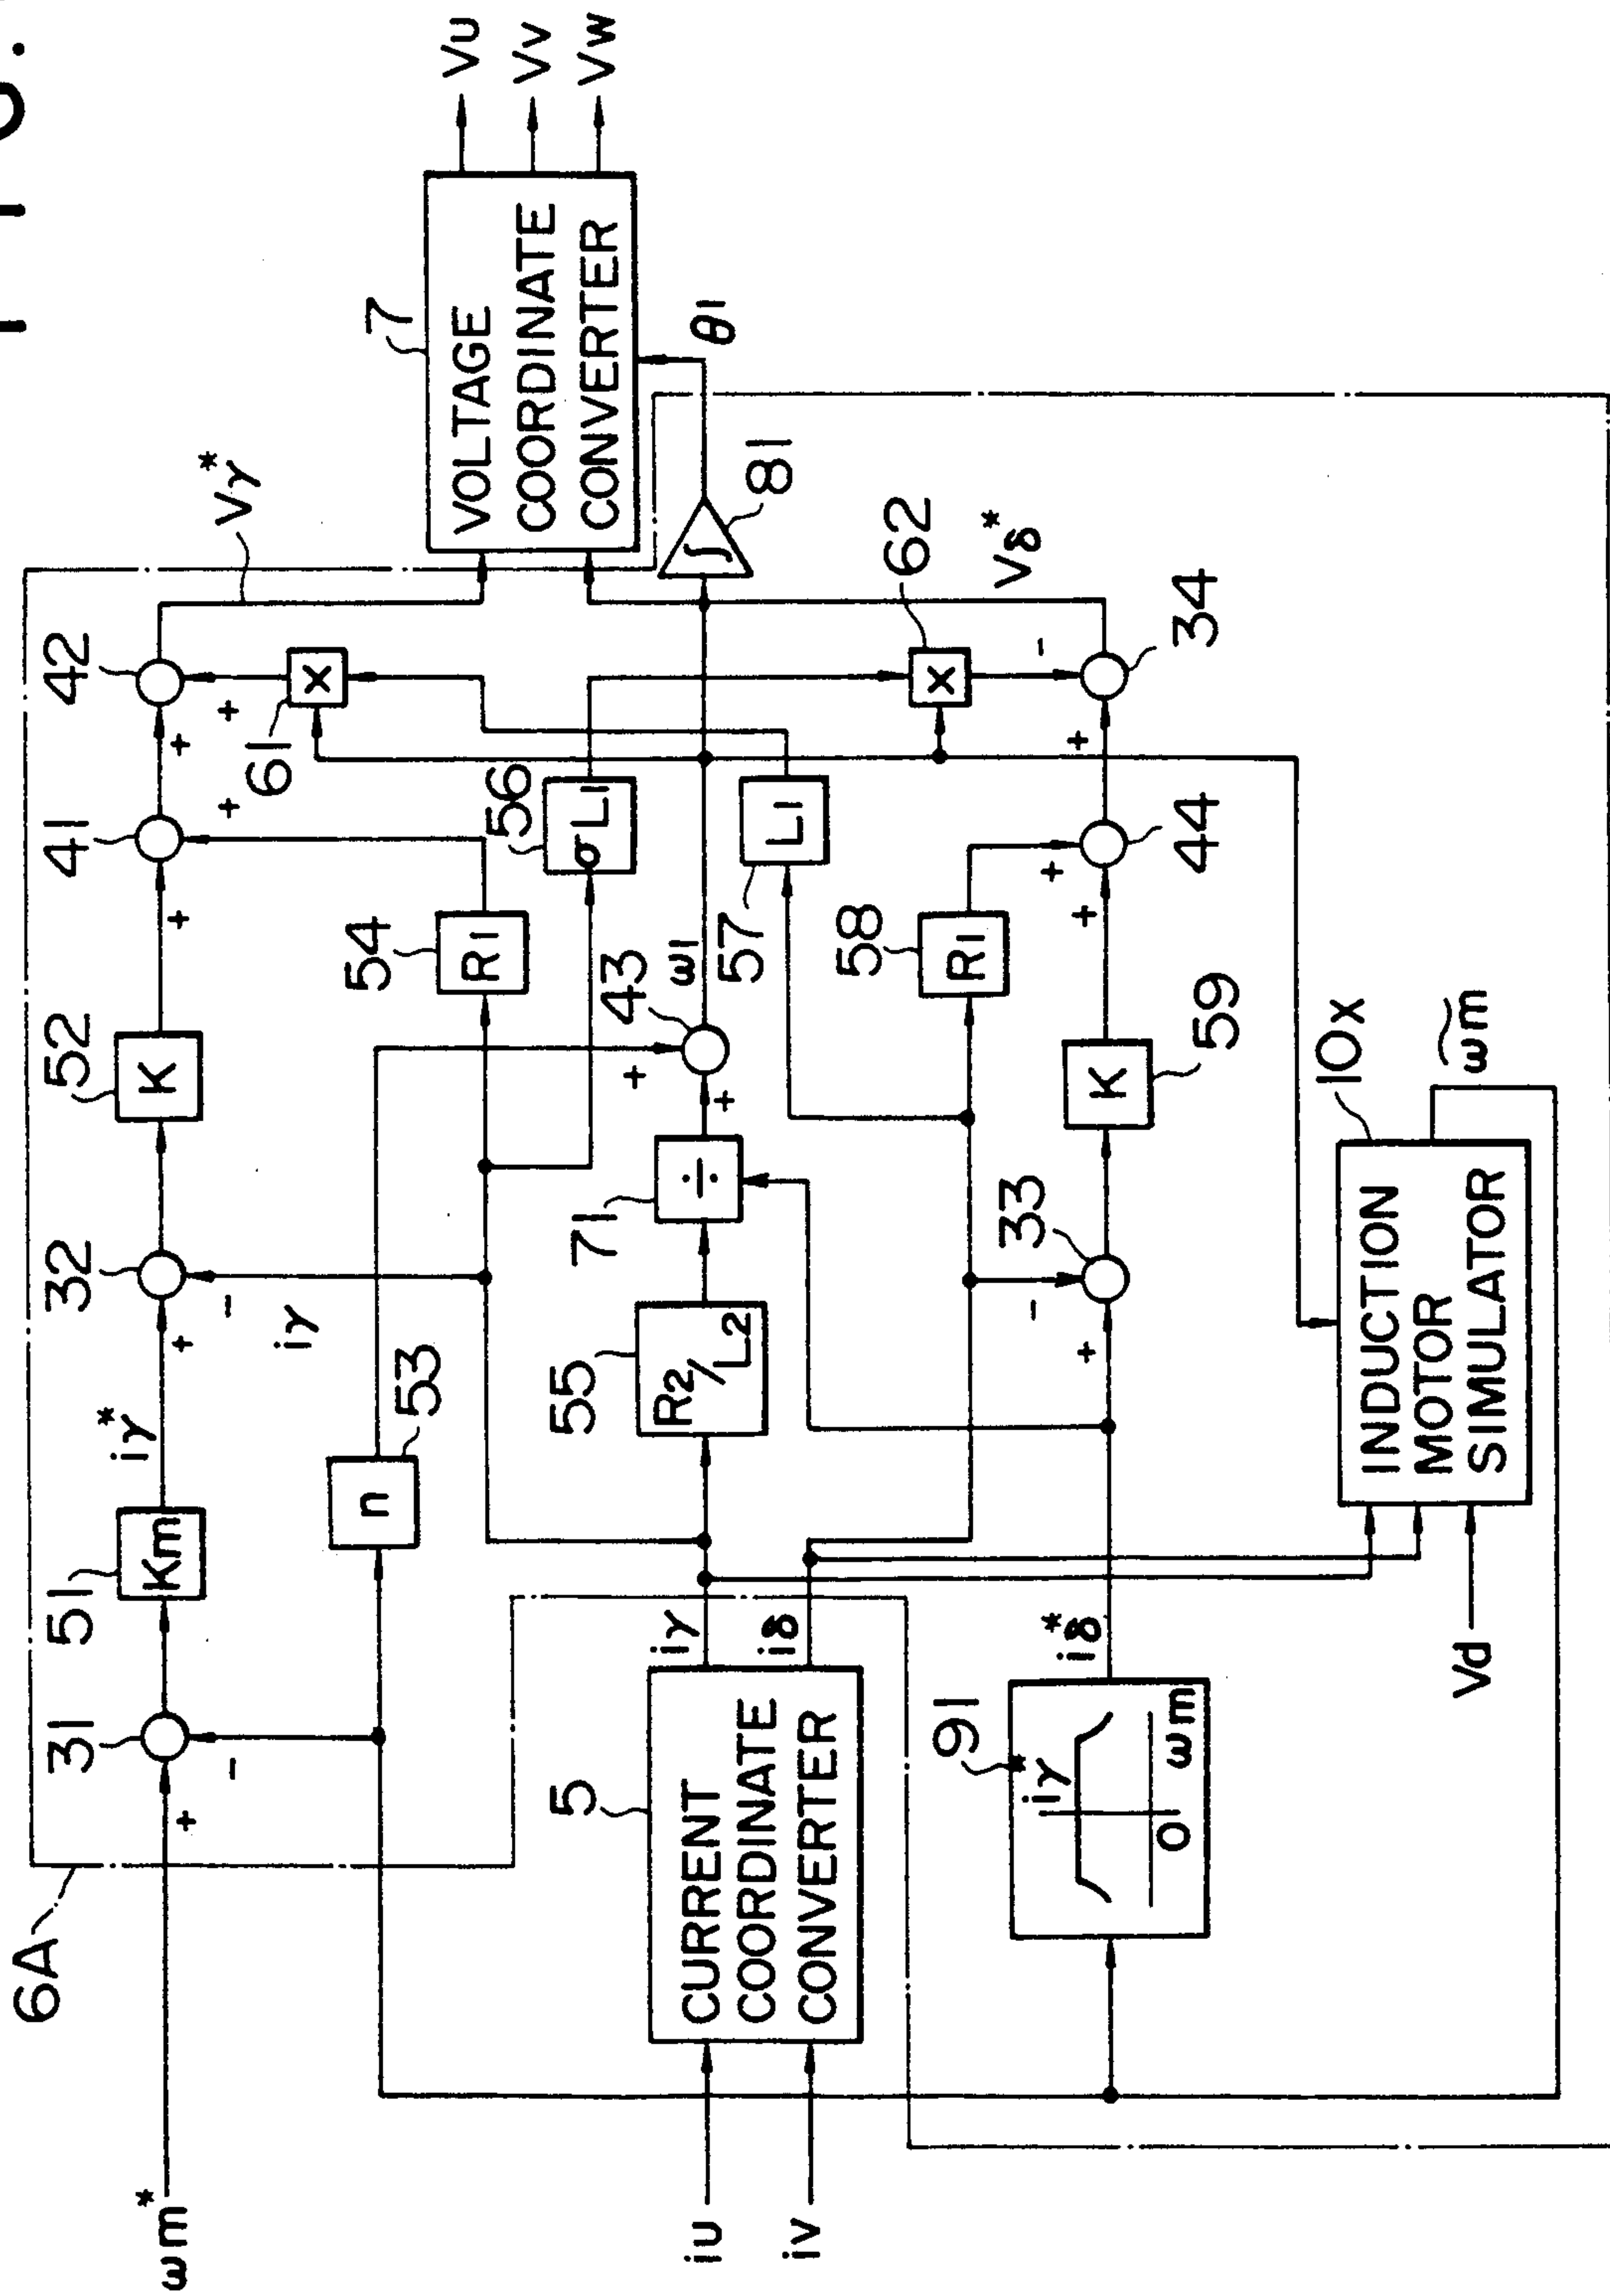 6A
ωm*
31
+
-
51
Km
iγ*
32
+
-
iγ
52
K
41
+
+
42
+
+
Vγ*
53
n
54
R1
61
X
7
VOLTAGE
COORDINATE
CONVERTER
Vu
Vv
Vw
θ1
56
σL1
5
CURRENT
COORDINATE
CONVERTER
iu
iv
iγ
iδ
55
R2/L2
71
÷
43
+
+
ω1
81
∫
57
L1
58
R1
62
X
Vδ*
91
iγ*
0
ωm
iδ*
33
+
-
59
K
44
+
+
34
+
-
Vd
10x
INDUCTION
MOTOR
SIMULATOR
ω̃m